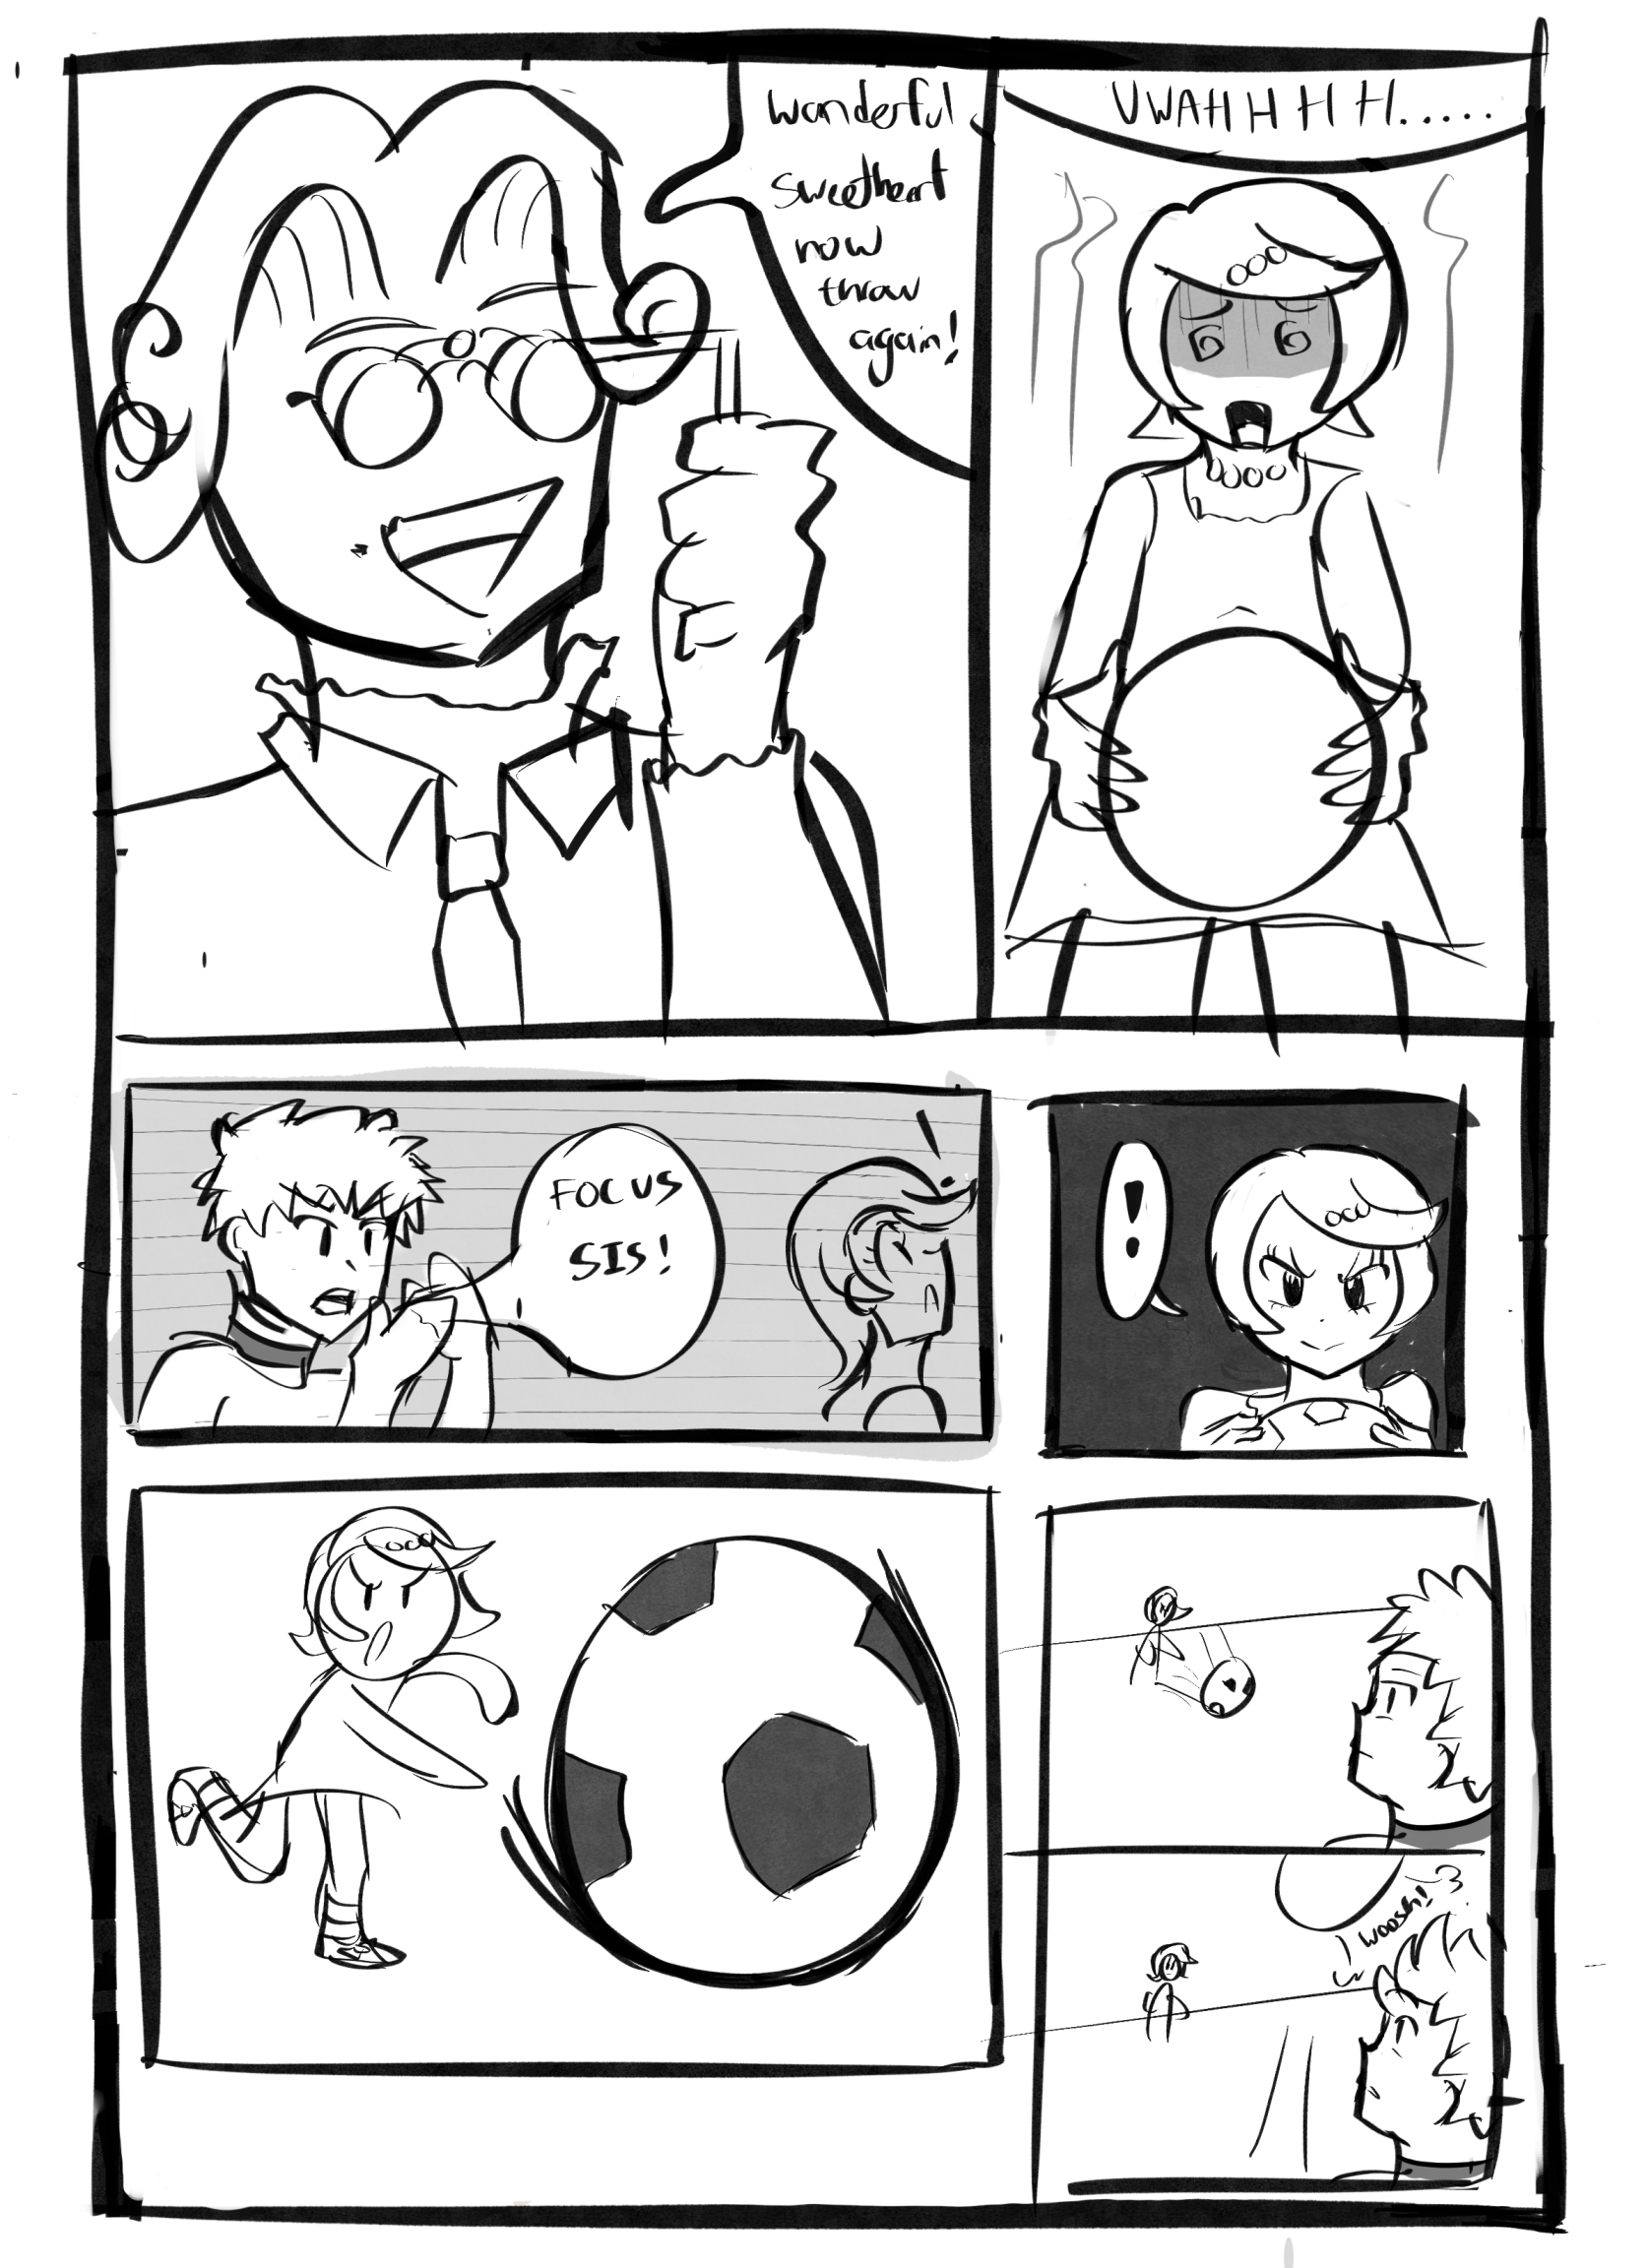 wonderful
sweetheart
now
throw
again!
UWAHHHH.....
FOCUS
SIS!
!
!
woosh!